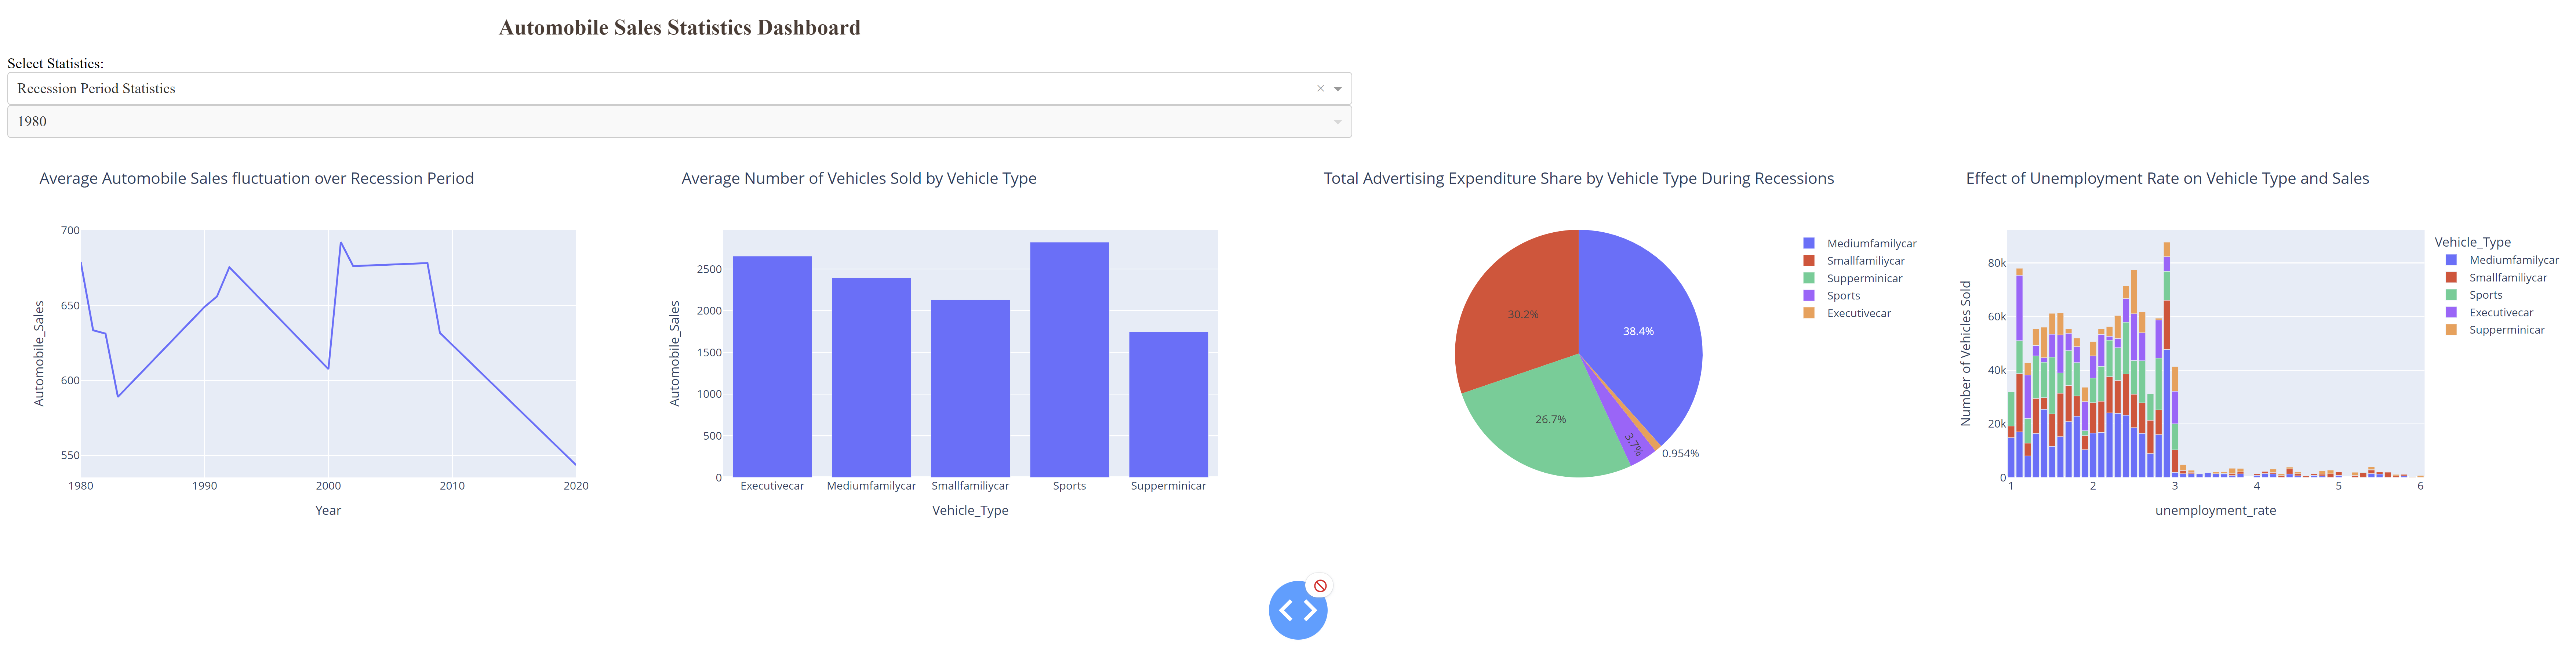 Automobile Sales Statistics Dashboard
Select Statistics:
Recession Period Statistics
×
1980
Average Automobile Sales fluctuation over Recession Period
700
650
600
550
Automobile_Sales
1980 1990 2000 2010 2020
Year
Average Number of Vehicles Sold by Vehicle Type
2500
2000
1500
1000
500
0
Automobile_Sales
Executivecar Mediumfamilycar Smallfamiliycar Sports Supperminicar
Vehicle_Type
Total Advertising Expenditure Share by Vehicle Type During Recessions
38.4%
30.2%
26.7%
3.7%
0.954%
Mediumfamilycar
Smallfamiliycar
Supperminicar
Sports
Executivecar
Effect of Unemployment Rate on Vehicle Type and Sales
80k
60k
40k
20k
0
Number of Vehicles Sold
1 2 3 4 5 6
unemployment_rate
Vehicle_Type
Mediumfamilycar
Smallfamiliycar
Sports
Executivecar
Supperminicar